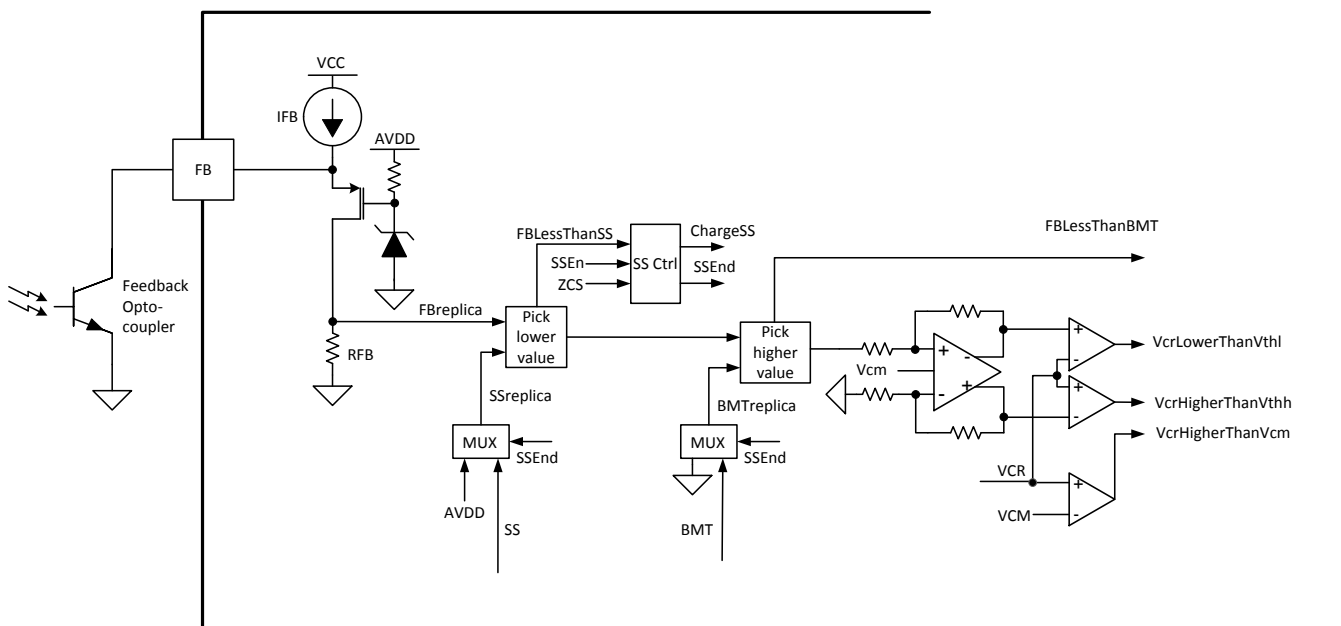 VCC
IFB
AVDD
FB
Feedback
Opto-
coupler
FBLessThanSS
SSEn
ZCS
SS Ctrl
ChargeSS
SSEnd
FBLessThanBMT
FBreplica
RFB
Pick
lower
value
Pick
higher
value
SSreplica
MUX
SSEnd
AVDD
SS
BMTreplica
MUX
SSEnd
BMT
Vcm
+
-
-
+
+
-
+
-
VcrLowerThanVthl
VcrHigherThanVthh
VcrHigherThanVcm
VCR
VCM
+
-